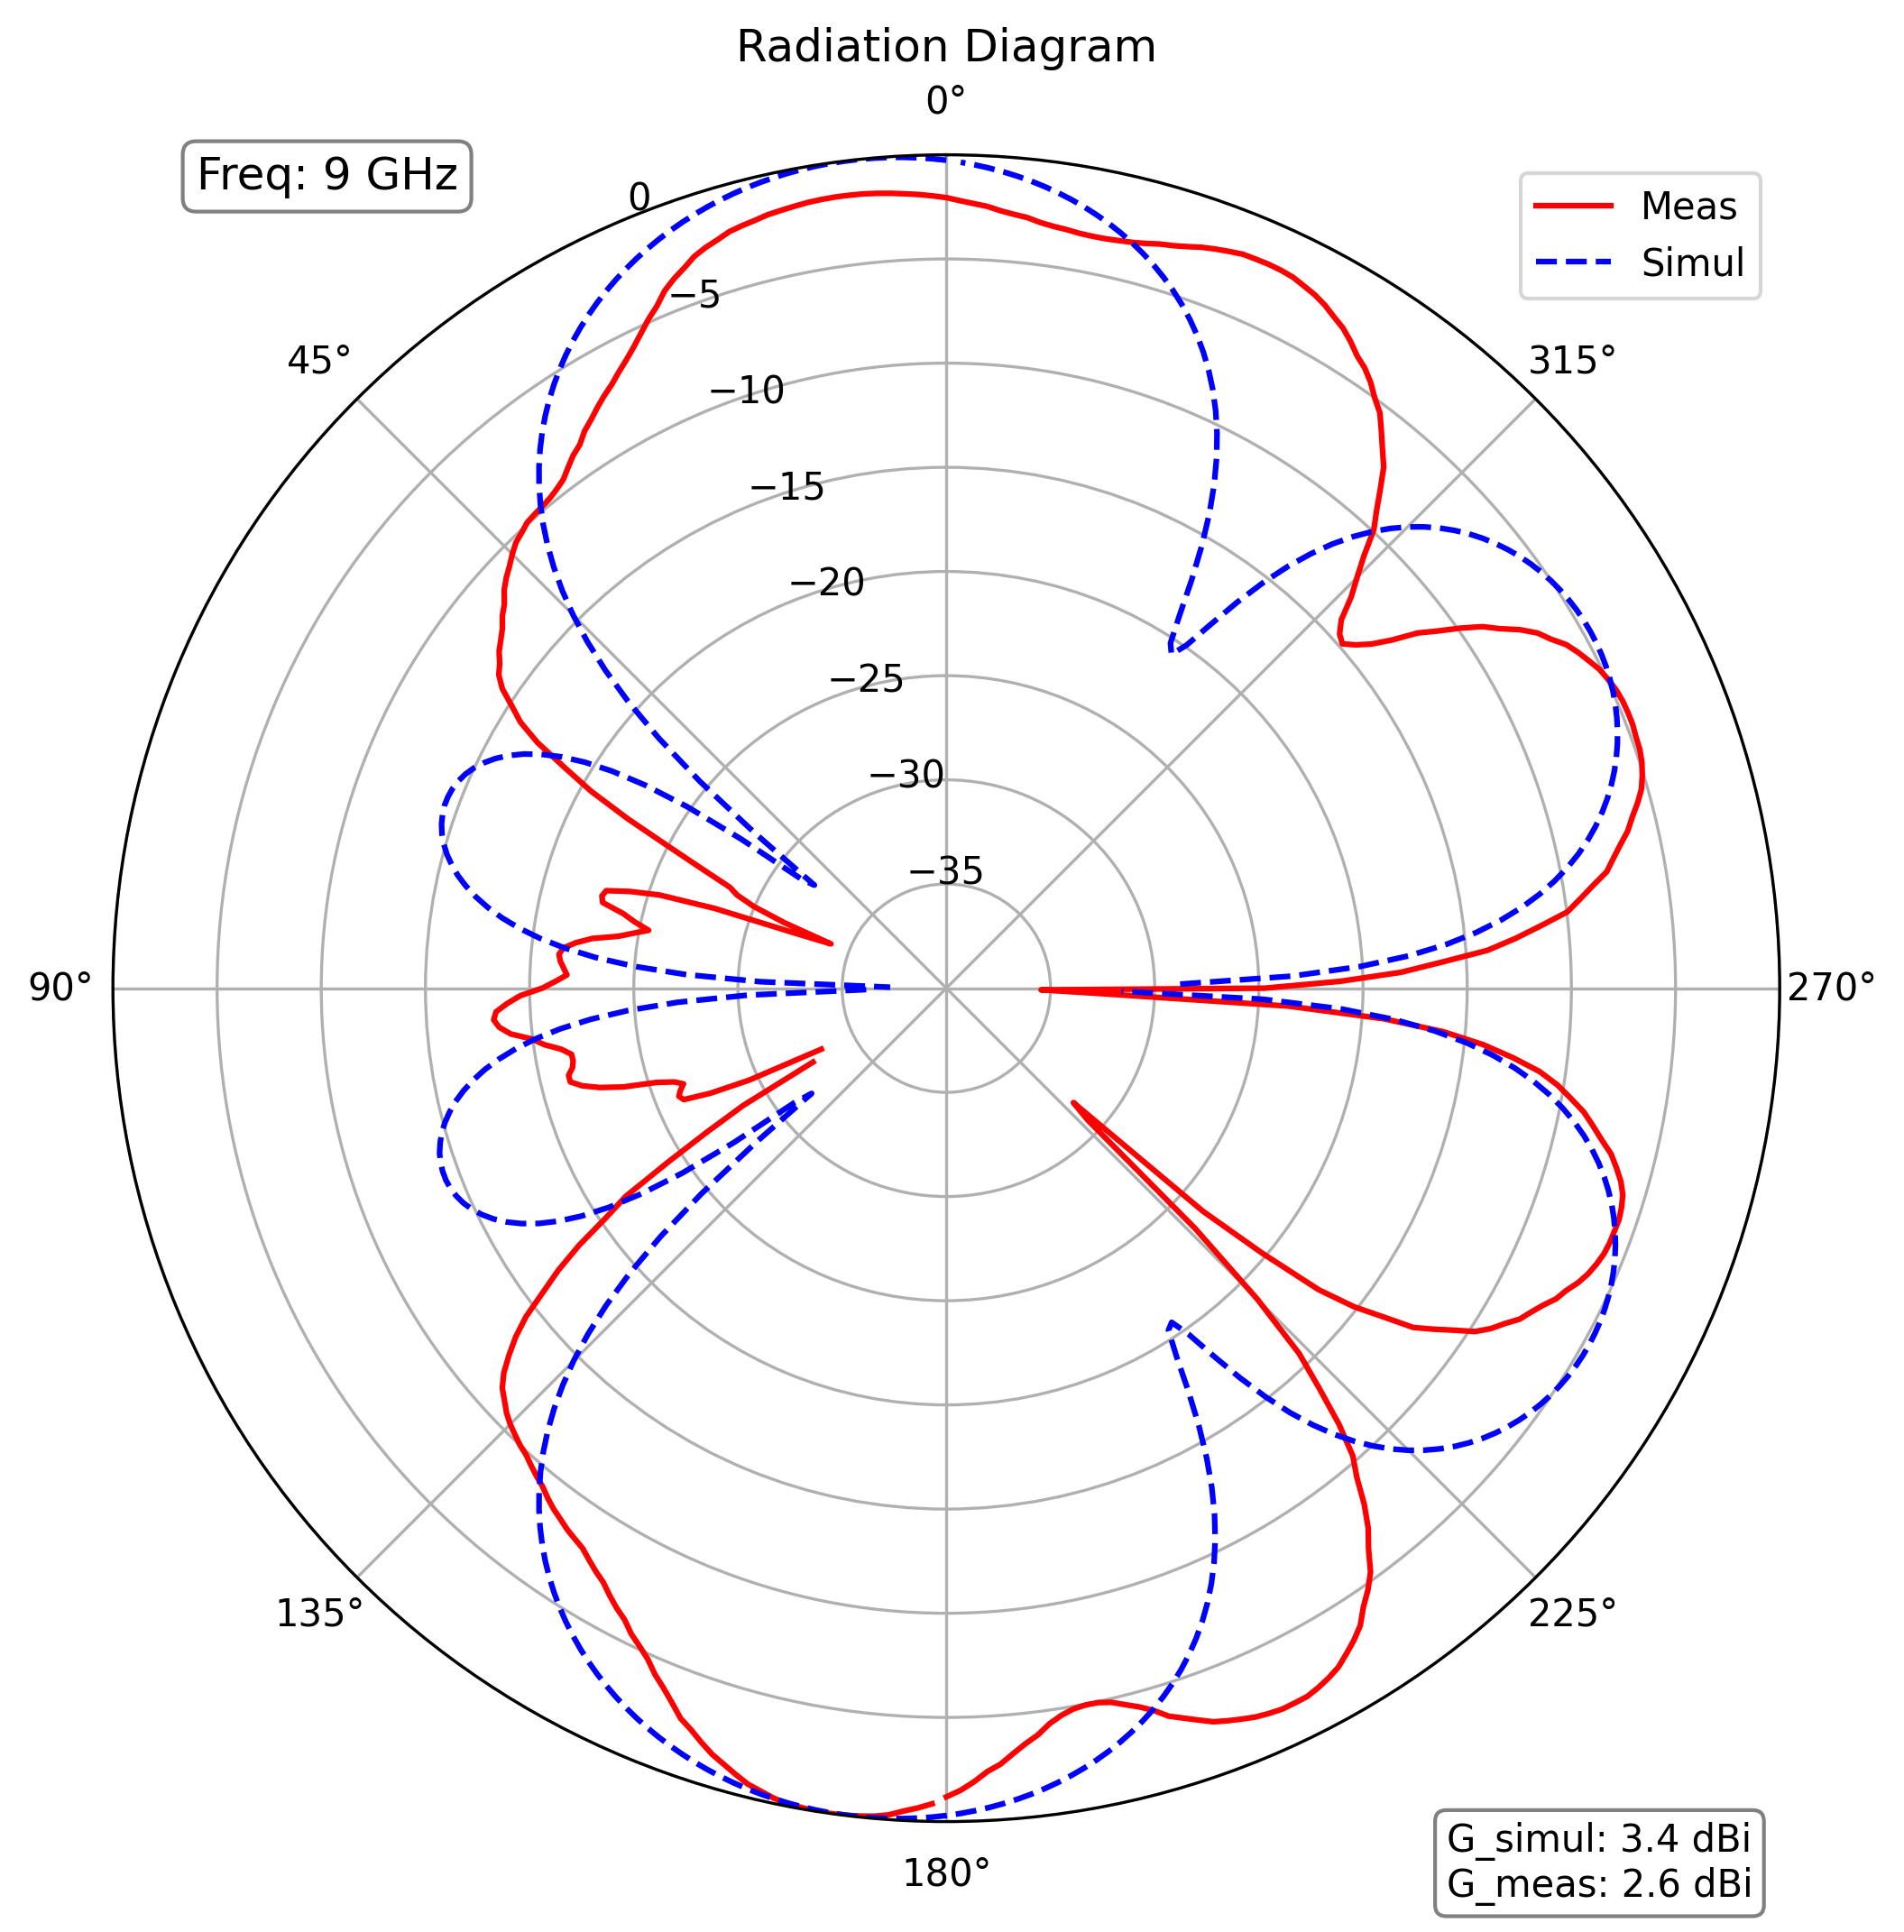 Radiation Diagram
0°
Freq: 9 GHz
0
Meas
Simul
−5
45°
315°
−10
−15
−20
−25
−30
−35
90°
270°
135°
225°
180°
G_simul: 3.4 dBi
G_meas: 2.6 dBi